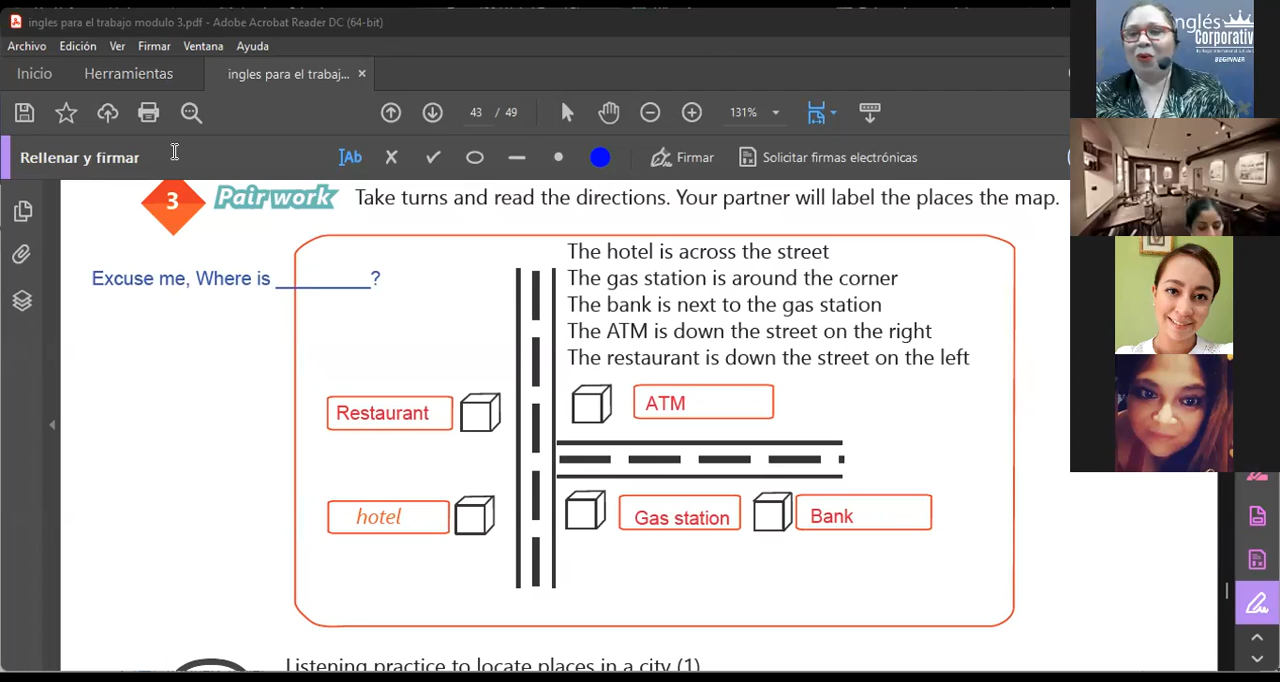 ingles para el trabajo modulo 3.pdf - Adobe Acrobat Reader DC (64-bit)
Archivo Edición Ver Firmar Ventana Ayuda
Inicio Herramientas ingles para el trabaj... ×
43 / 49 131%
Rellenar y firmar Ab Firmar Solicitar firmas electrónicas
3 Pair work Take turns and read the directions. Your partner will label the places the map.
Excuse me, Where is __________?
The hotel is across the street
The gas station is around the corner
The bank is next to the gas station
The ATM is down the street on the right
The restaurant is down the street on the left
Restaurant ATM
hotel Gas station Bank
Listening practice to locate places in a city (1)
nglés
Corporativ
BEGINNER